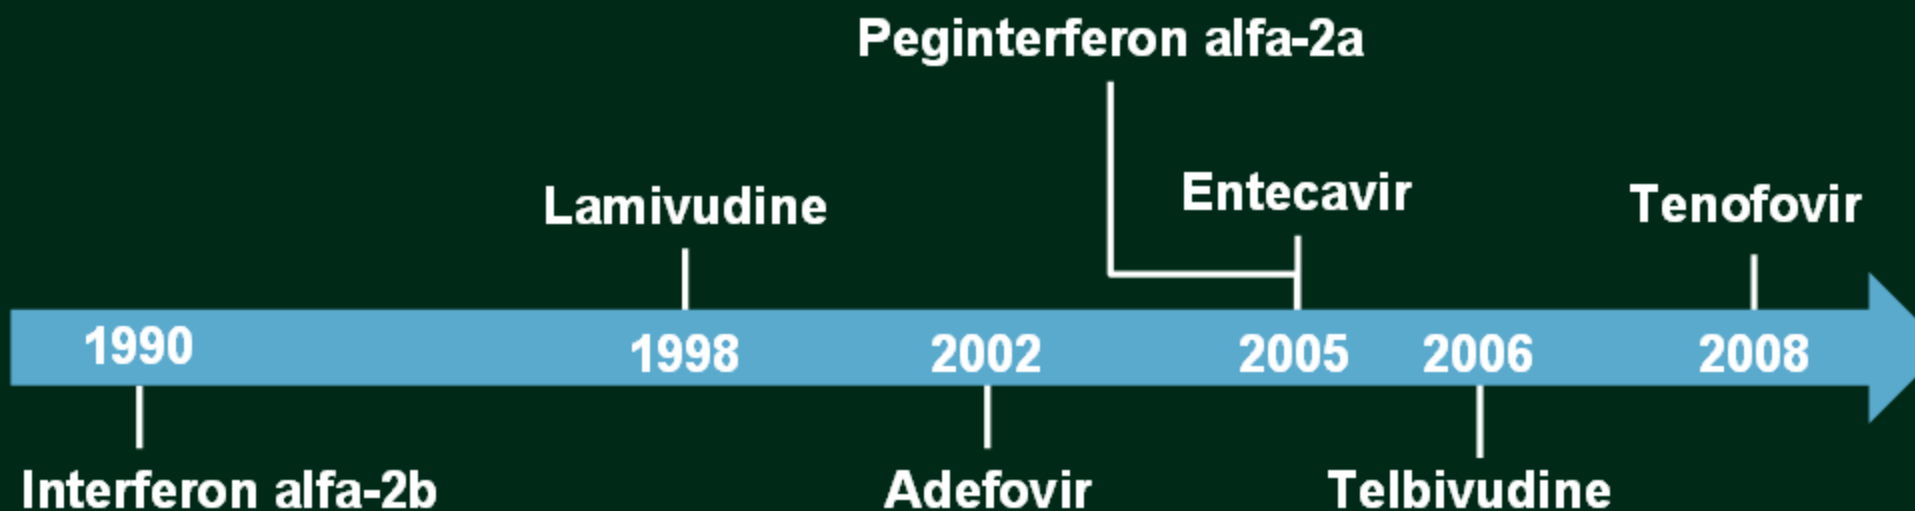 Peginterferon alfa-2a
Lamivudine
Entecavir
Tenofovir
1990
1998
2002
2005
2006
2008
Interferon alfa-2b
Adefovir
Telbivudine